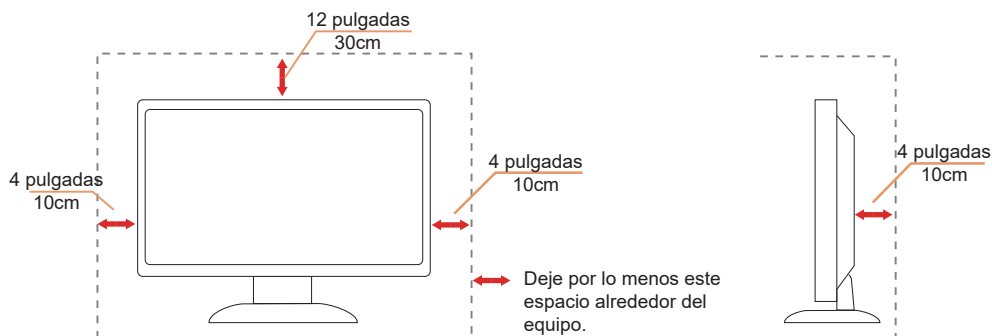 12 pulgadas
30cm
4 pulgadas
10cm
4 pulgadas
10cm
4 pulgadas
10cm
Deje por lo menos este
espacio alrededor del
equipo.